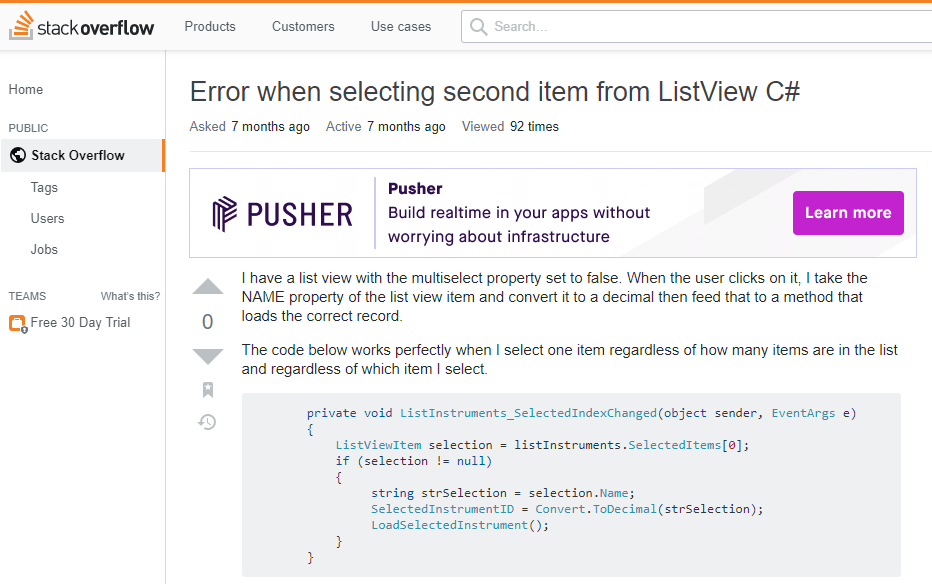 stackoverflow
Products
Customers
Use cases
Search...
Home
PUBLIC
Stack Overflow
Tags
Users
Jobs
TEAMS
What's this?
Free 30 Day Trial
Error when selecting second item from ListView C#
Asked 7 months ago Active 7 months ago Viewed 92 times
PUSHER
Pusher
Build realtime in your apps without
worrying about infrastructure
Learn more
0
I have a list view with the multiselect property set to false. When the user clicks on it, I take the
NAME property of the list view item and convert it to a decimal then feed that to a method that
loads the correct record.
The code below works perfectly when I select one item regardless of how many items are in the list
and regardless of which item I select.
private void ListInstruments_SelectedIndexChanged(object sender, EventArgs e)
{
ListViewItem selection = listInstruments.SelectedItems[0];
if (selection != null)
{
string strSelection = selection.Name;
SelectedInstrumentID = Convert.ToDecimal(strSelection);
LoadSelectedInstrument();
}
}